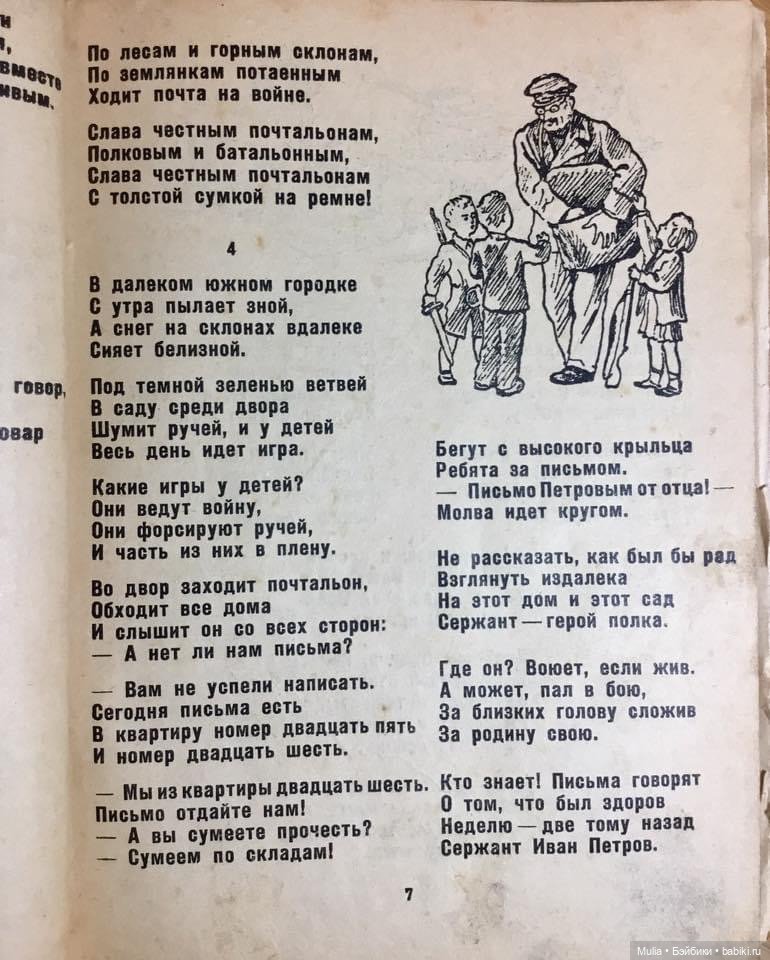 и
вместе
ивым.
говор,
овар
По лесам и горным склонам,
По землянкам потаенным
Ходит почта на войне.
Слава честным почтальонам,
Полковым и батальонным,
Слава честным почтальонам
С толстой сумкой на ремне!
4
В далеком южном городке
С утра пылает зной,
А снег на склонах вдалеке
Сияет белизной.
Под темной зеленью ветвей
В саду среди двора
Шумит ручей, и у детей
Весь день идет игра.
Какие игры у детей?
Они ведут войну,
Они форсируют ручей,
И часть из них в плену.
Во двор заходит почтальон,
Обходит все дома
И слышит он со всех сторон:
— А нет ли нам письма?
— Вам не успели написать.
Сегодня письма есть
В квартиру номер двадцать пять
И номер двадцать шесть.
— Мы из квартиры двадцать шесть.
Письмо отдайте нам!
— А вы сумеете прочесть?
— Сумеем по складам!
Бегут с высокого крыльца
Ребята за письмом.
— Письмо Петровым от отца! —
Молва идет кругом.
Не рассказать, как был бы рад
Взглянуть издалека
На этот дом и этот сад
Сержант — герой полка.
Где он? Воюет, если жив.
А может, пал в бою,
За близких голову сложив
За родину свою.
Кто знает! Письма говорят
О том, что был здоров
Неделю — две тому назад
Сержант Иван Петров.
7
Mulia • Бэйбики • babiki.ru